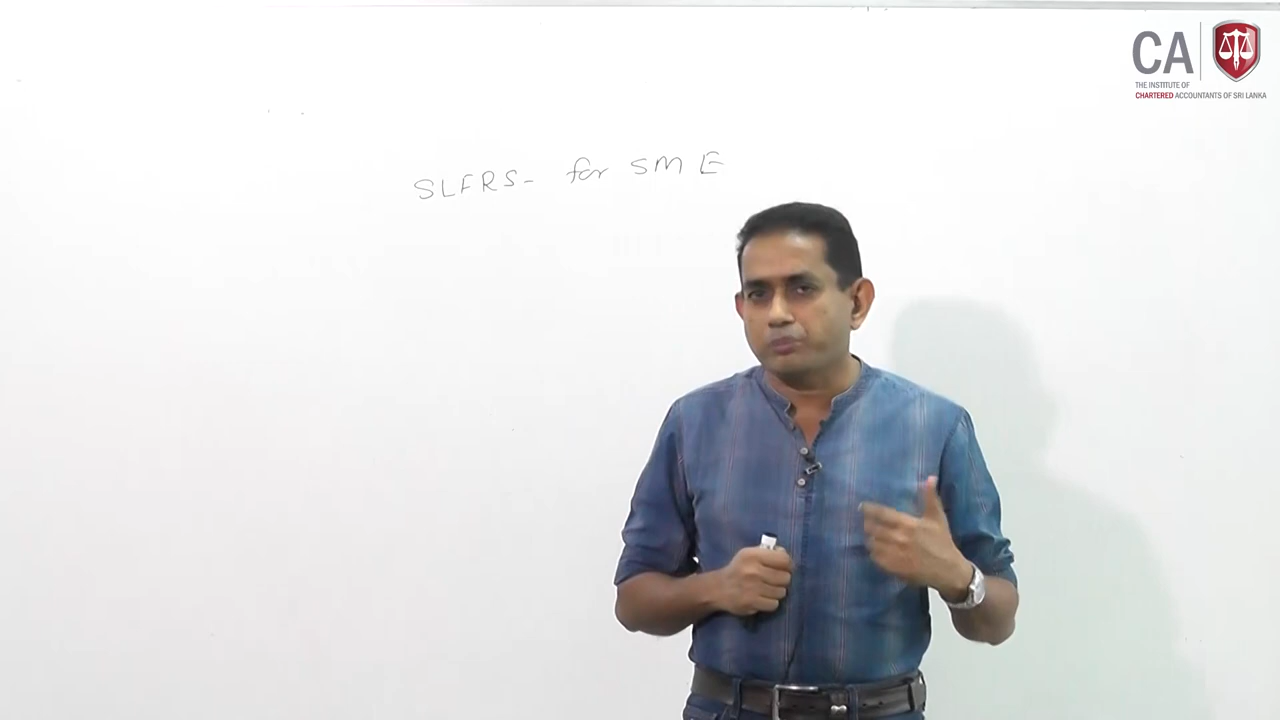 CA
THE INSTITUTE OF
CHARTERED ACCOUNTANTS OF SRI LANKA
SLFRS- for SME